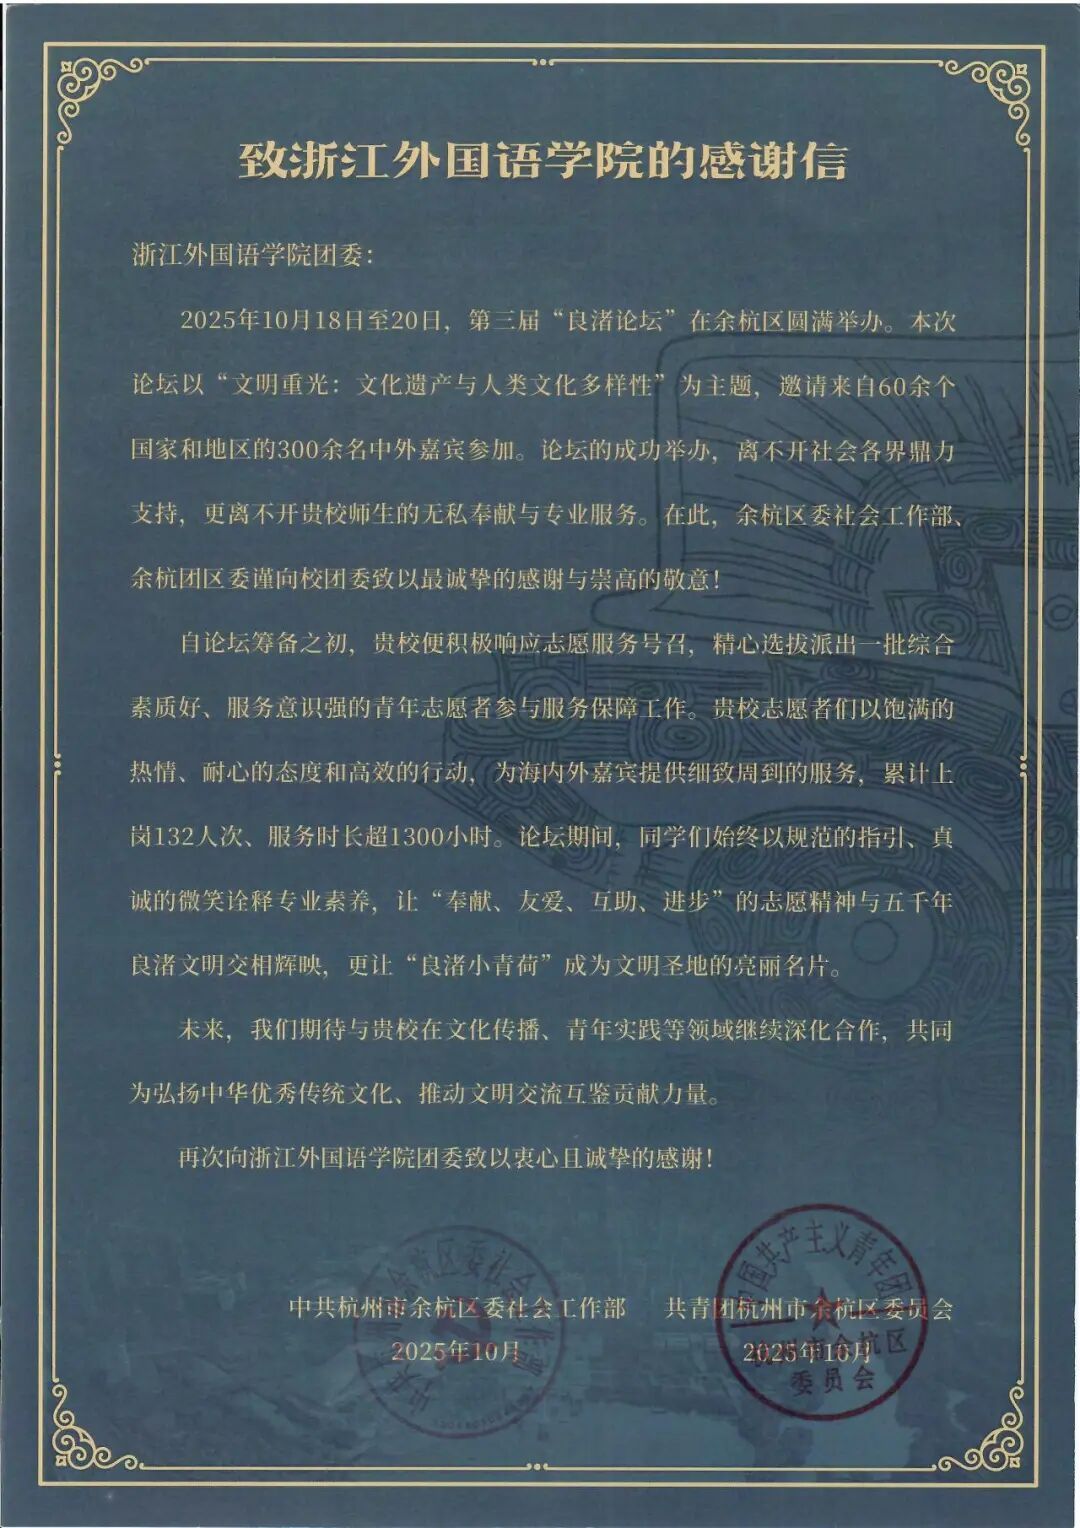 致浙江外国语学院的感谢信
浙江外国语学院团委：
2025年10月18日至20日，第三届“良渚论坛”在余杭区圆满举办。本次
论坛以“文明重光：文化遗产与人类文化多样性”为主题，邀请来自60余个
国家和地区的300余名中外嘉宾参加。论坛的成功举办，离不开社会各界鼎力
支持，更离不开贵校师生的无私奉献与专业服务。在此，余杭区委社会工作部、
余杭团区委谨向校团委致以最诚挚的感谢与崇高的敬意！
自论坛筹备之初，贵校便积极响应志愿服务号召，精心选拔派出一批综合
素质好、服务意识强的青年志愿者参与服务保障工作。贵校志愿者们以饱满的
热情、耐心的态度和高效的行动，为海内外嘉宾提供细致周到的服务，累计上
岗132人次、服务时长超1300小时。论坛期间，同学们始终以规范的指引、真
诚的微笑诠释专业素养，让“奉献、友爱、互助、进步”的志愿精神与五千年
良渚文明交相辉映，更让“良渚小青荷”成为文明圣地的亮丽名片。
未来，我们期待与贵校在文化传播、青年实践等领域继续深化合作，共同
为弘扬中华优秀传统文化、推动文明交流互鉴贡献力量。
再次向浙江外国语学院团委致以衷心且诚挚的感谢！
中共杭州市余杭区委社会工作部 共青团杭州市余杭区委员会
2025年10月 2025年10月
中国共产主义青年团
杭州市余杭区
委员会